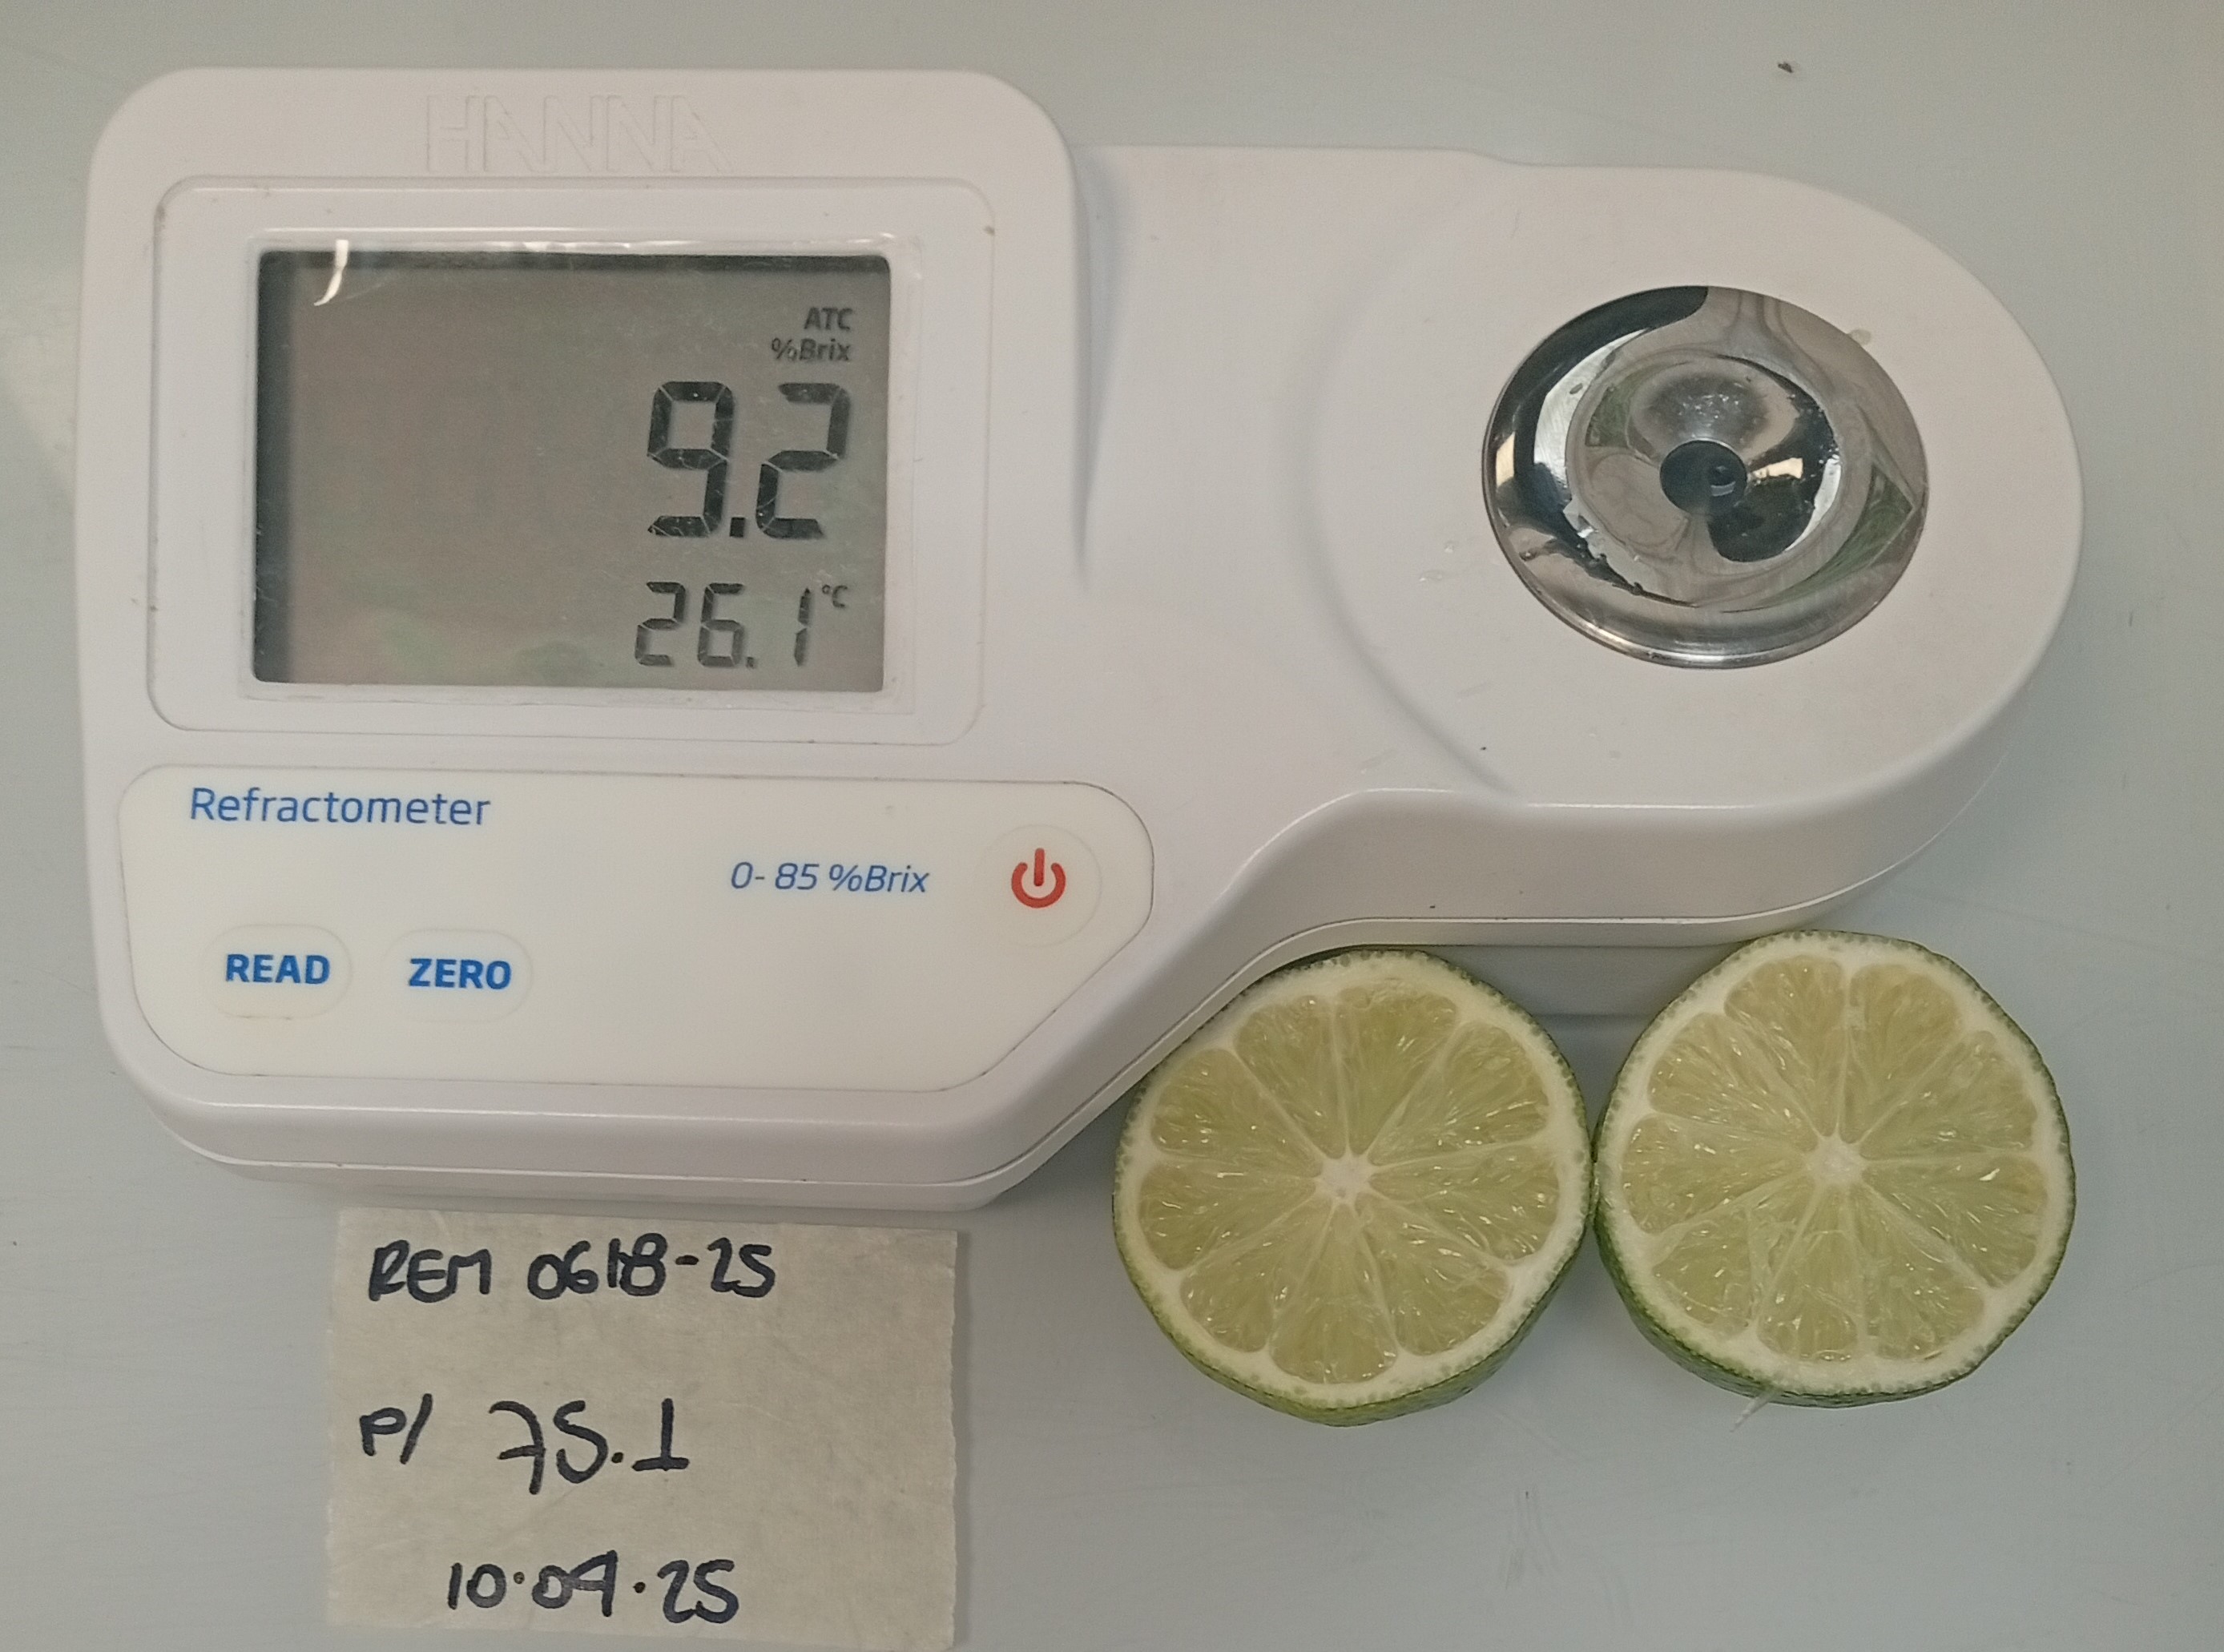 HANNA
ATC
%Brix
9.2
26.1 °C
Refractometer
0-85 %Brix
READ
ZERO
REM 0618-25
P/ 75.1
10.09.25